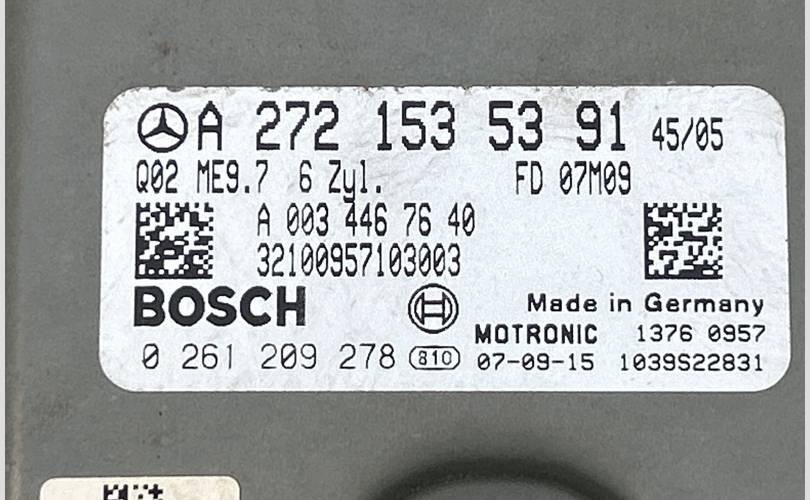 A 272 153 53 91 45/05
Q02 ME9.7 6 Zyl. FD 07M09
A 003 446 76 40
32100957103003
BOSCH
Made in Germany
MOTRONIC 1376 0957
0 261 209 278 810 07-09-15 1039S22831